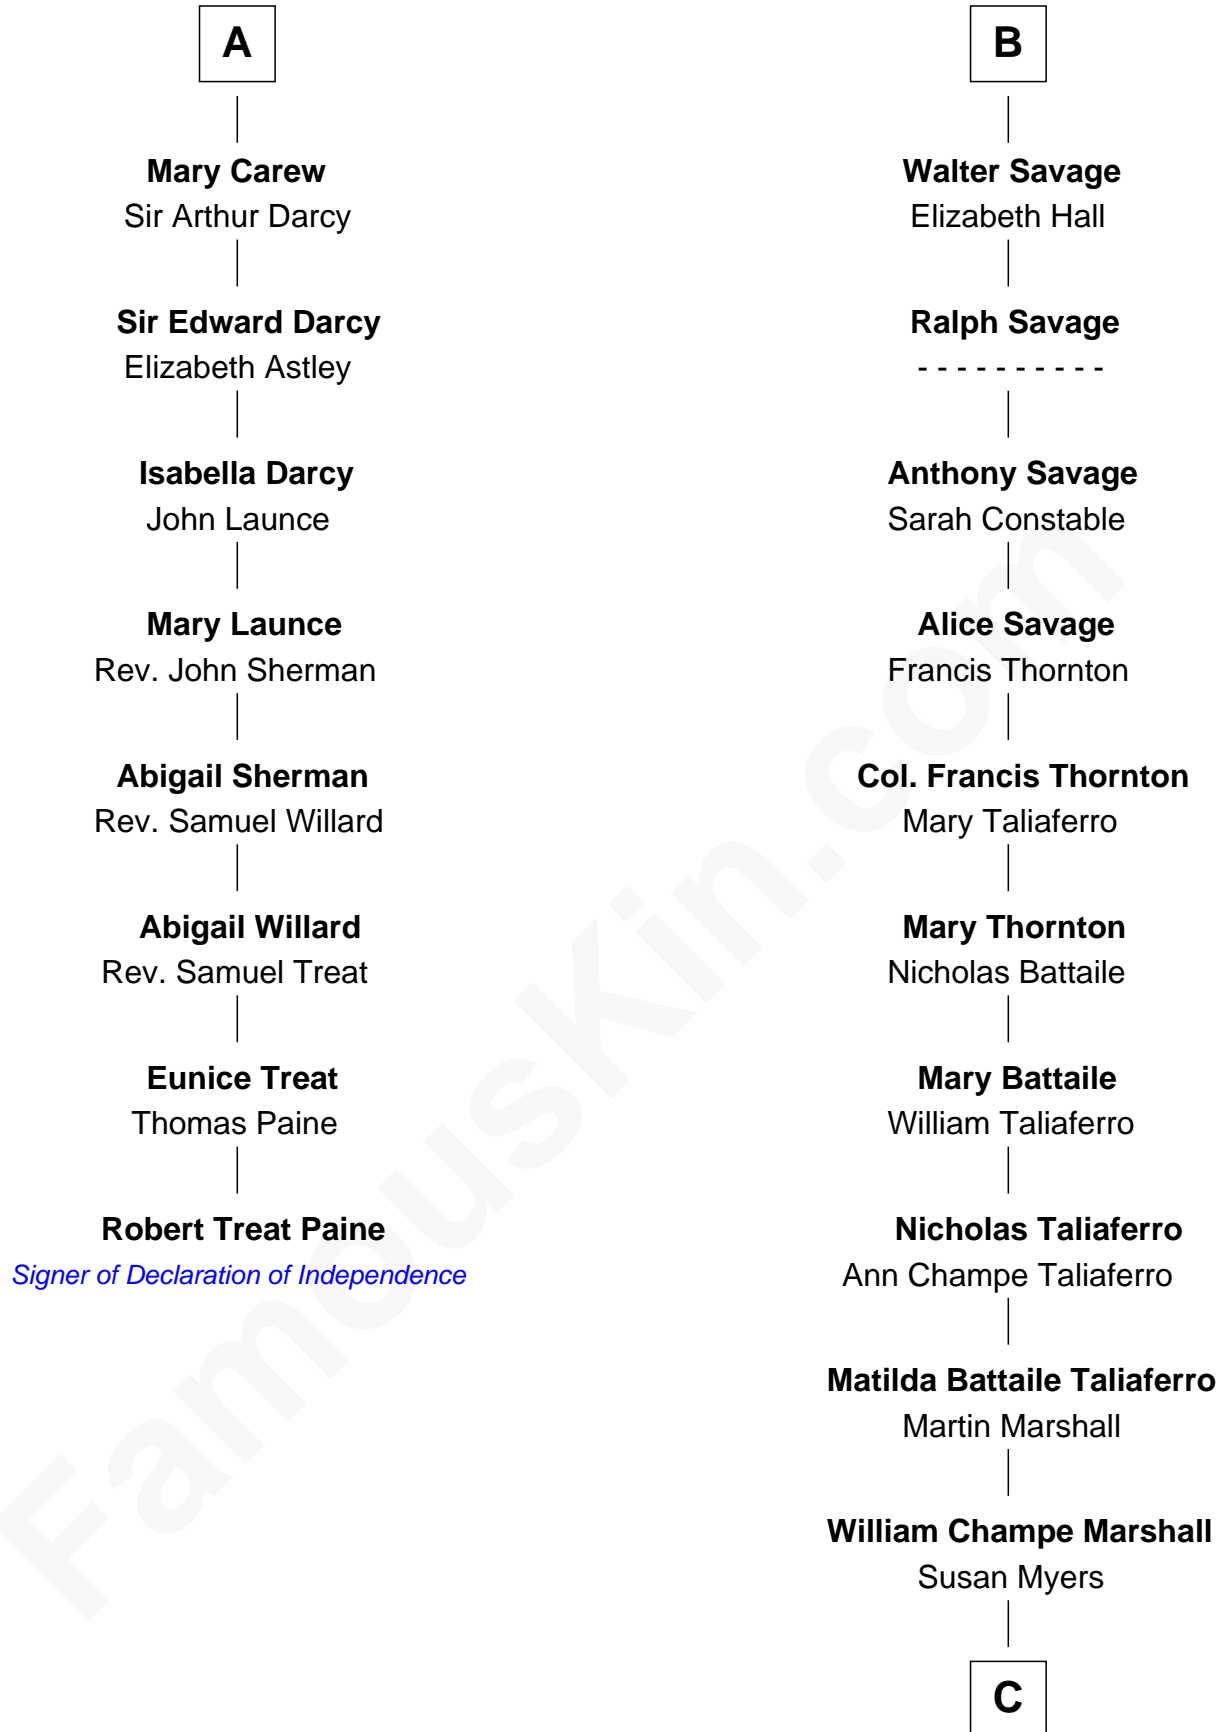 A
Mary Carew
Sir Arthur Darcy
Sir Edward Darcy
Elizabeth Astley
Isabella Darcy
John Launce
Mary Launce
Rev. John Sherman
Abigail Sherman
Rev. Samuel Willard
Abigail Willard
Rev. Samuel Treat
Eunice Treat
Thomas Paine
Robert Treat Paine
Signer of Declaration of Independence
B
Walter Savage
Elizabeth Hall
Ralph Savage
- - - - - - - - - -
Anthony Savage
Sarah Constable
Alice Savage
Francis Thornton
Col. Francis Thornton
Mary Taliaferro
Mary Thornton
Nicholas Battaile
Mary Battaile
William Taliaferro
Nicholas Taliaferro
Ann Champe Taliaferro
Matilda Battaile Taliaferro
Martin Marshall
William Champe Marshall
Susan Myers
C
FamousKin.com